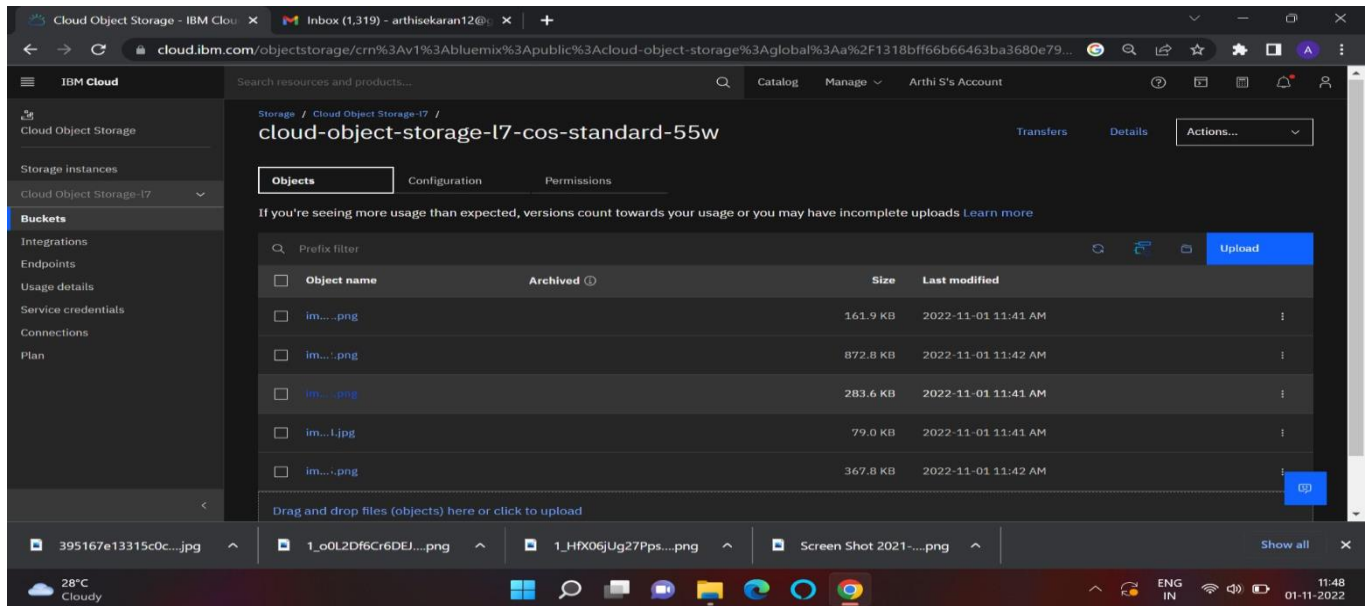 Cloud Object Storage - IBM Clou
Inbox (1,319) - arthisekaran12@g
cloud.ibm.com/objectstorage/crn%3Av1%3Abluemix%3Apublic%3Acloud-object-storage%3Aglobal%3Aa%2F1318bff66b66463ba3680e79...
A
IBM Cloud
Search resources and products...
Catalog
Manage
Arthi S's Account
Cloud Object Storage
Storage instances
Cloud Object Storage-l7
Buckets
Integrations
Endpoints
Usage details
Service credentials
Connections
Plan
Storage / Cloud Object Storage-l7 /
cloud-object-storage-l7-cos-standard-55w
Transfers
Details
Actions...
Objects
Configuration
Permissions
If you're seeing more usage than expected, versions count towards your usage or you may have incomplete uploads Learn more
Prefix filter
Upload
Object name Archived Size Last modified
161.9 KB 2022-11-01 11:41 AM
872.8 KB 2022-11-01 11:42 AM
283.6 KB 2022-11-01 11:41 AM
79.0 KB 2022-11-01 11:41 AM
367.8 KB 2022-11-01 11:42 AM
Drag and drop files (objects) here or click to upload
395167e13315c0c...jpg
1_o0L2Df6Cr6DEJ....png
1_HfX06jUg27Pps....png
Screen Shot 2021-....png
Show all
28°C
Cloudy
ENG
IN
11:48
01-11-2022